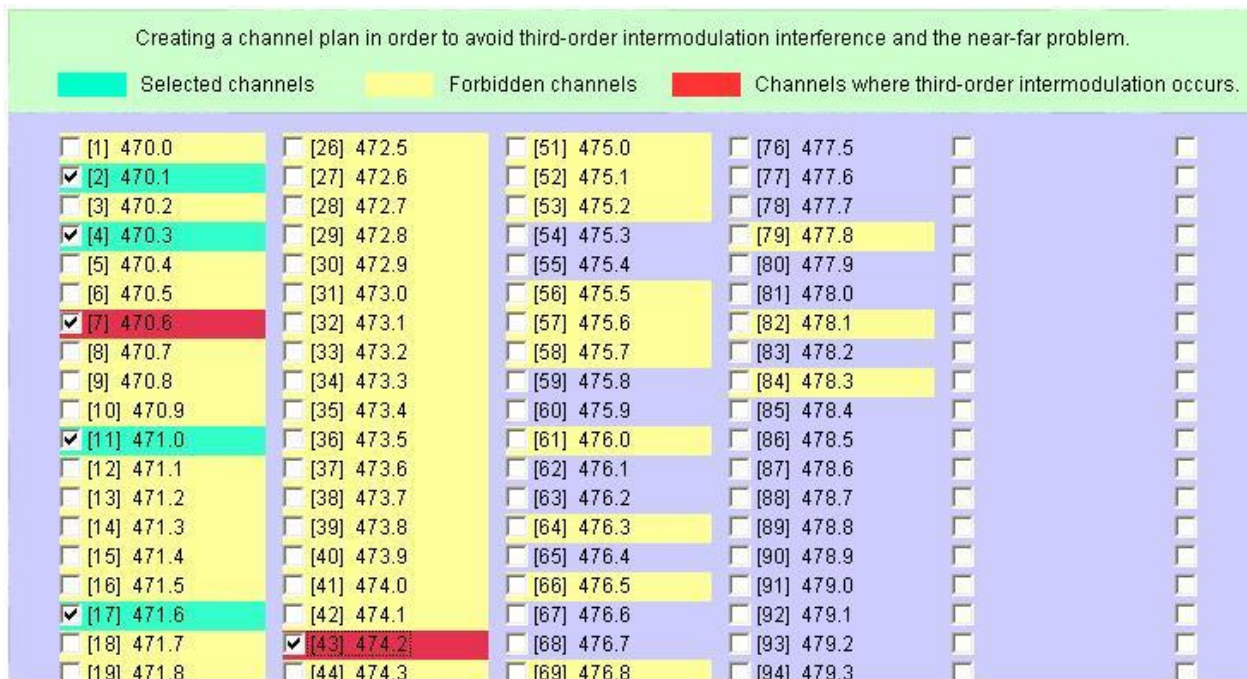 Creating a channel plan in order to avoid third-order intermodulation interference and the near-far problem.
Selected channels Forbidden channels Channels where third-order intermodulation occurs.
[1] 470.0 [26] 472.5 [51] 475.0 [76] 477.5
[2] 470.1 [27] 472.6 [52] 475.1 [77] 477.6
[3] 470.2 [28] 472.7 [53] 475.2 [78] 477.7
[4] 470.3 [29] 472.8 [54] 475.3 [79] 477.8
[5] 470.4 [30] 472.9 [55] 475.4 [80] 477.9
[6] 470.5 [31] 473.0 [56] 475.5 [81] 478.0
[7] 470.6 [32] 473.1 [57] 475.6 [82] 478.1
[8] 470.7 [33] 473.2 [58] 475.7 [83] 478.2
[9] 470.8 [34] 473.3 [59] 475.8 [84] 478.3
[10] 470.9 [35] 473.4 [60] 475.9 [85] 478.4
[11] 471.0 [36] 473.5 [61] 476.0 [86] 478.5
[12] 471.1 [37] 473.6 [62] 476.1 [87] 478.6
[13] 471.2 [38] 473.7 [63] 476.2 [88] 478.7
[14] 471.3 [39] 473.8 [64] 476.3 [89] 478.8
[15] 471.4 [40] 473.9 [65] 476.4 [90] 478.9
[16] 471.5 [41] 474.0 [66] 476.5 [91] 479.0
[17] 471.6 [42] 474.1 [67] 476.6 [92] 479.1
[18] 471.7 [43] 474.2 [68] 476.7 [93] 479.2
[19] 471.8 [44] 474.3 [69] 476.8 [94] 479.3